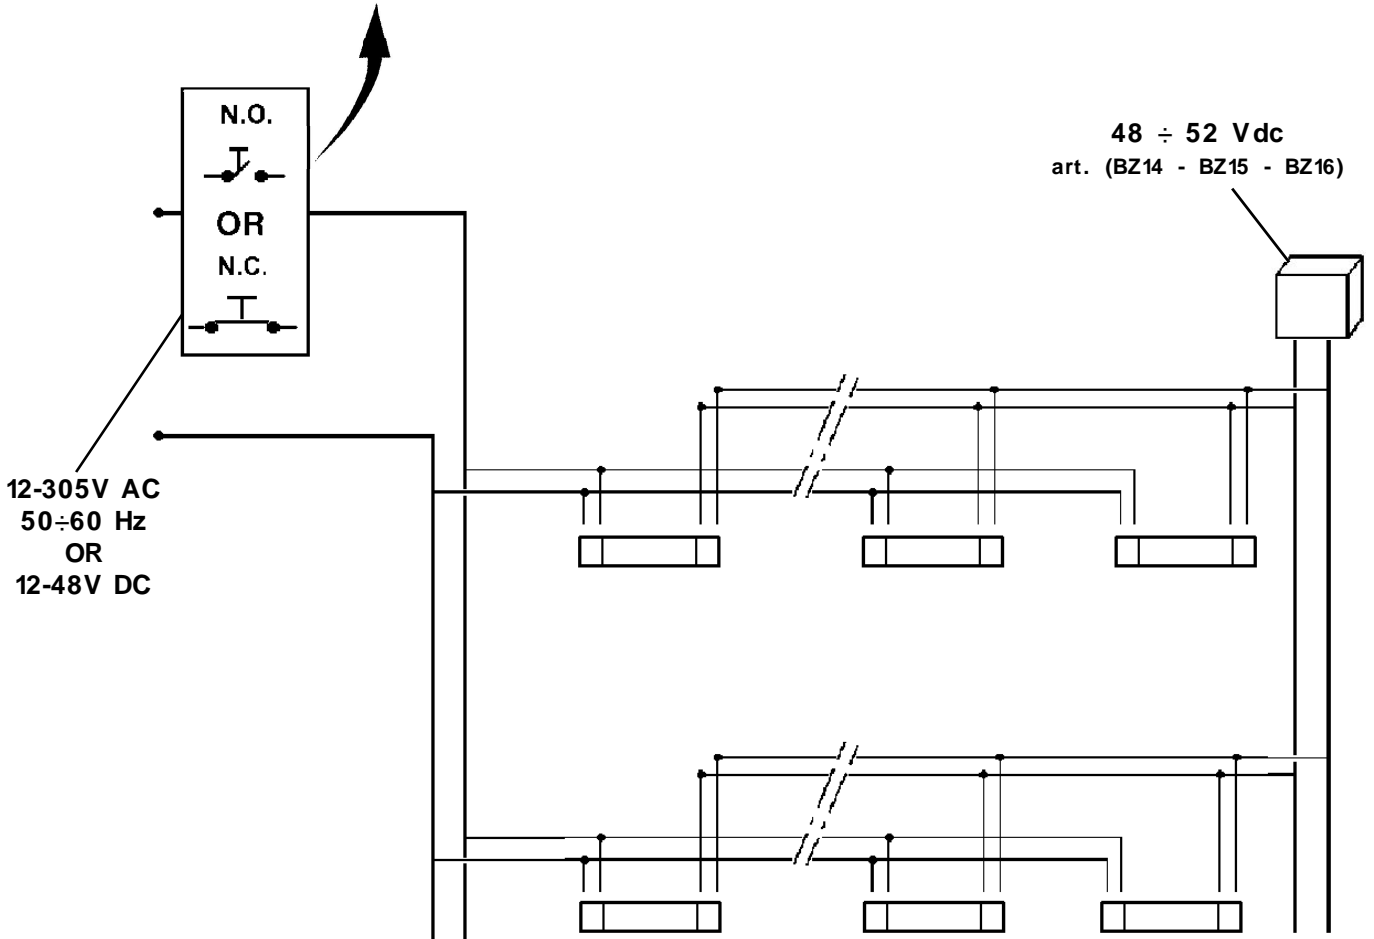 N.O.
OR
N.C.
48 ÷ 52 Vdc
art. (BZ14 - BZ15 - BZ16)
12-305V AC
50÷60 Hz
OR
12-48V DC